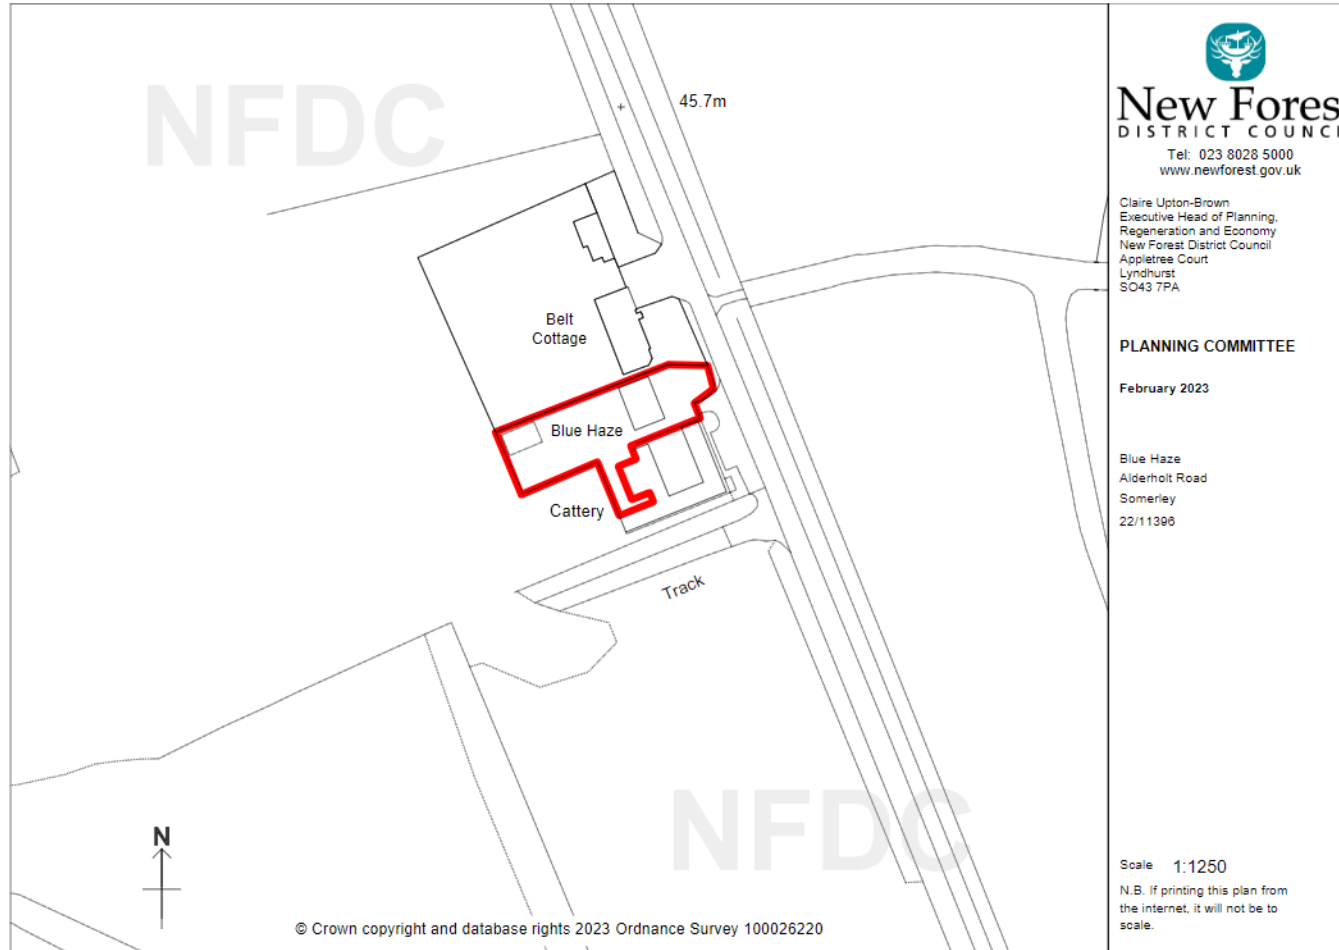 NFDC
45.7m
Belt
Cottage
Blue Haze
Cattery
Track
NFDC
N
© Crown copyright and database rights 2023 Ordnance Survey 100026220
New Fores
DISTRICT COUNCI
Tel: 023 8028 5000
www.newforest.gov.uk
Claire Upton-Brown
Executive Head of Planning,
Regeneration and Economy
New Forest District Council
Appletree Court
Lyndhurst
SO43 7PA
PLANNING COMMITTEE
February 2023
Blue Haze
Alderholt Road
Somerley
22/11396
Scale 1:1250
N.B. If printing this plan from
the internet, it will not be to
scale.